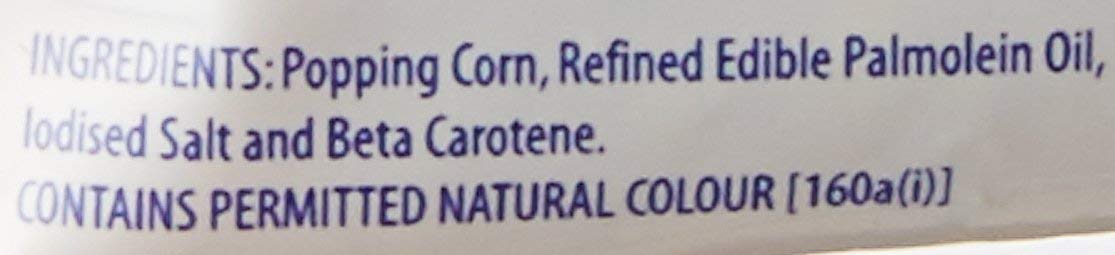 INGREDIENTS: Popping Corn, Refined Edible Palmolein Oil,
Iodised Salt and Beta Carotene.
CONTAINS PERMITTED NATURAL COLOUR [160a(i)]